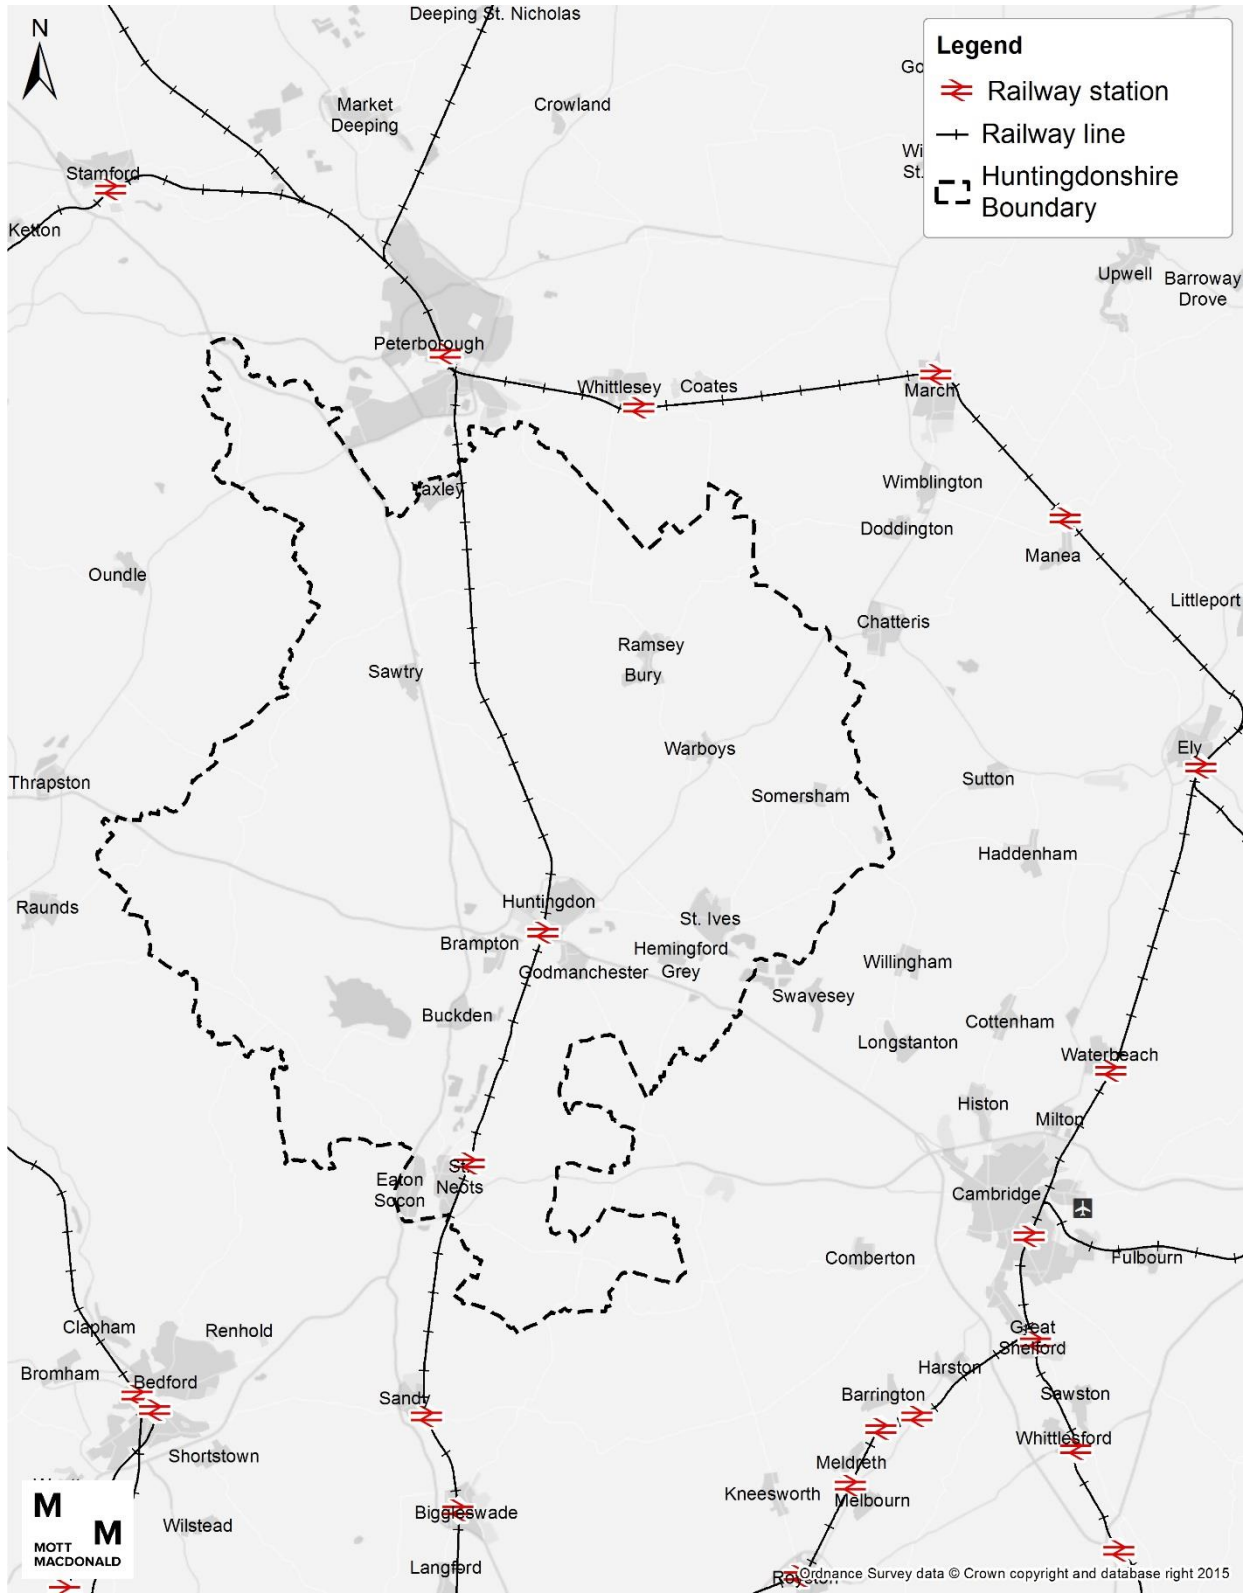 Deeping St. Nicholas
N
Legend
Railway station
Railway line
Huntingdonshire
Boundary
Market
Deeping
Crowland
Stamford
Ketton
Upwell
Barroway
Drove
Peterborough
Whittlesey
Coates
March
Yaxley
Wimblington
Doddington
Manea
Oundle
Littleport
Chatteris
Ramsey
Bury
Sawtry
Warboys
Ely
Thrapston
Sutton
Somersham
Haddenham
Raunds
Huntingdon
St. Ives
Brampton
Hemingford
Grey
Godmanchester
Willingham
Swavesey
Buckden
Cottenham
Longstanton
Waterbeach
Histon
Milton
Eaton
Socon
St.
Neots
Cambridge
Comberton
Fulbourn
Clapham
Renhold
Great
Shelford
Bromham
Bedford
Harston
Sandy
Barrington
Sawston
Shortstown
Whittlesford
Meldreth
Kneesworth
Melbourn
Biggleswade
Wilstead
M
M
MOTT
MACDONALD
Langford
Royston
Ordnance Survey data © Crown copyright and database right 2015